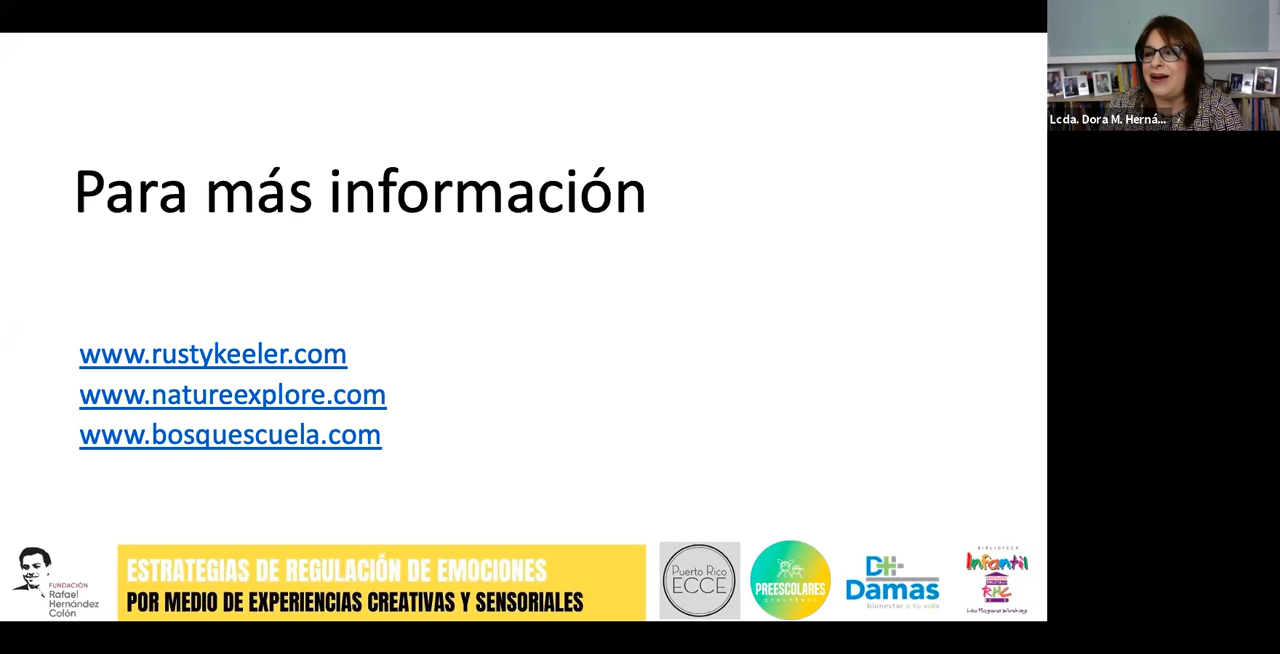 Lcda. Dora M. Herná...
Para más información
www.rustykeeler.com
www.natureexplore.com
www.bosquescuela.com
FUNDACIÓN
Rafael
Hernández
Colón
ESTRATEGIAS DE REGULACIÓN DE EMOCIONES
POR MEDIO DE EXPERIENCIAS CREATIVAS Y SENSORIALES
Puerto Rico
ECCE
PREESCOLARES
D+
Damas
bienestar a tu vida
BIBLIOTECA
Infantil
RHC